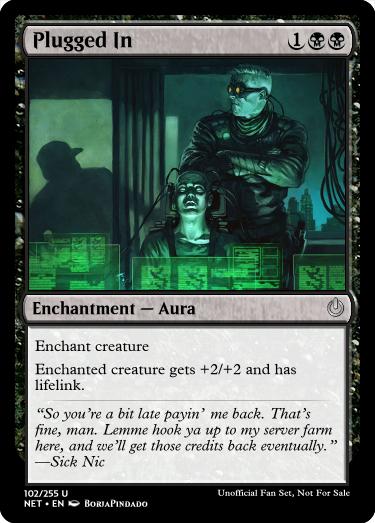 Plugged In 1
Enchantment — Aura
Enchant creature
Enchanted creature gets +2/+2 and has
lifelink.
“So you’re a bit late payin’ me back. That’s
fine, man. Lemme hook ya up to my server farm
here, and we’ll get those credits back eventually.”
—Sick Nic
102/255 U
NET • EN BorjaPindado
Unofficial Fan Set, Not For Sale